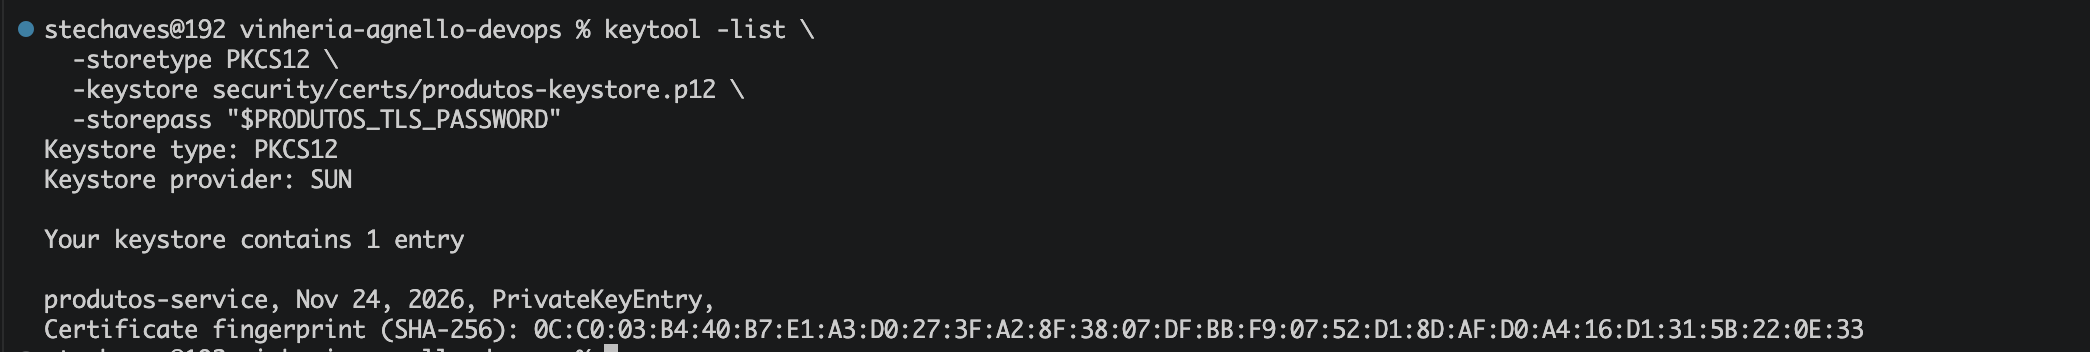 stechaves@192 vinheria-agnello-devops % keytool -list \
-storetype PKCS12 \
-keystore security/certs/produtos-keystore.p12 \
-storepass "$PRODUTOS_TLS_PASSWORD"
Keystore type: PKCS12
Keystore provider: SUN
Your keystore contains 1 entry
produtos-service, Nov 24, 2026, PrivateKeyEntry,
Certificate fingerprint (SHA-256): 0C:C0:03:B4:40:B7:E1:A3:D0:27:3F:A2:8F:38:07:DF:BB:F9:07:52:D1:8D:AF:D0:A4:16:D1:31:5B:22:0E:33